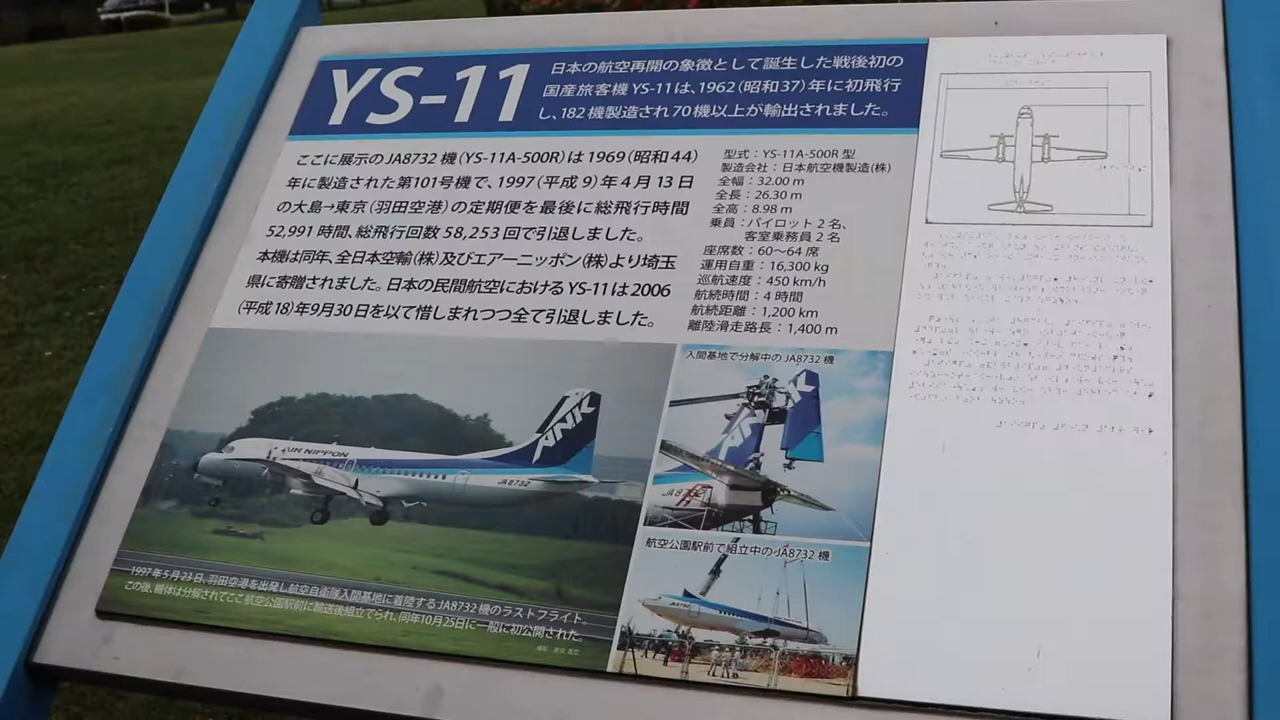 YS-11
日本の航空再開の象徴として誕生した戦後初の
国産旅客機YS-11は、1962（昭和37）年に初飛行
し、182機製造され70機以上が輸出されました。
ここに展示のJA8732機（YS-11A-500R）は1969（昭和44）
年に製造された第101号機で、1997（平成9）年4月13日
の大島→東京（羽田空港）の定期便を最後に総飛行時間
52,991時間、総飛行回数58,253回で引退しました。
本機は同年、全日本空輸（株）及びエアーニッポン（株）より埼玉
県に寄贈されました。日本の民間航空におけるYS-11は2006
（平成18）年9月30日を以て惜しまれつつ全て引退しました。
型式：YS-11A-500R型
製造会社：日本航空機製造（株）
全幅：32.00 m
全長：26.30 m
全高：8.98 m
乗員：パイロット2名、
客室乗務員2名
座席数：60〜64席
運用自重：16,300 kg
巡航速度：450 km/h
航続時間：4時間
航続距離：1,200 km
離陸滑走路長：1,400 m
AIR NIPPON
ANK
JA8732
1997年5月23日、羽田空港を出発し航空自衛隊入間基地に着陸するJA8732機のラストフライト。
この後、機体は分解されてここ航空公園駅前に輸送後組立てられ、同年10月25日に一般に初公開された。
入間基地で分解中のJA8732機
ANK
JA8732
航空公園駅前で組立中のJA8732機